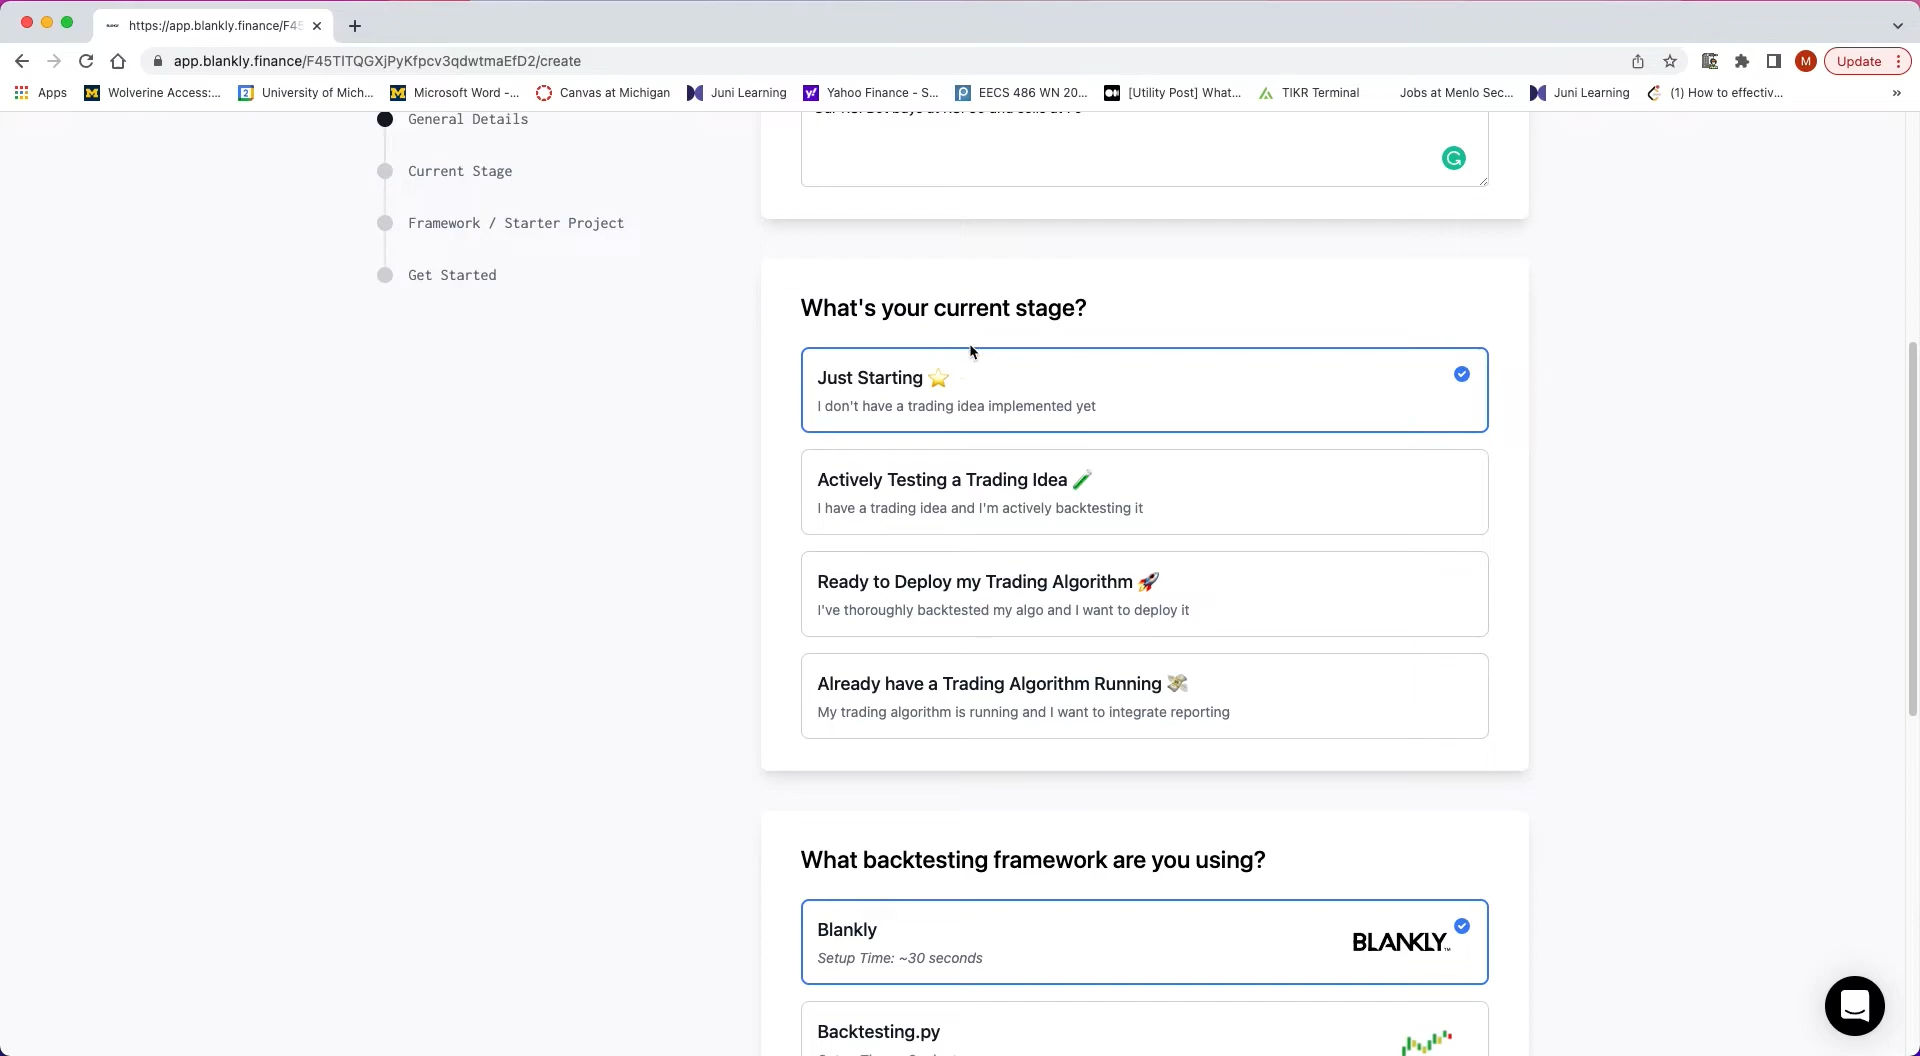 https://app.blankly.finance/F45
app.blankly.finance/F45TlTQGXjPyKfpcv3qdwtmaEfD2/create
M
Update
Apps
Wolverine Access:...
University of Mich...
Microsoft Word -...
Canvas at Michigan
Juni Learning
Yahoo Finance - S...
EECS 486 WN 20...
[Utility Post] What...
TIKR Terminal
Jobs at Menlo Sec...
Juni Learning
(1) How to effectiv...
»
General Details
Current Stage
Framework / Starter Project
Get Started
What's your current stage?
Just Starting ⭐
I don't have a trading idea implemented yet
Actively Testing a Trading Idea 🧪
I have a trading idea and I'm actively backtesting it
Ready to Deploy my Trading Algorithm 🚀
I've thoroughly backtested my algo and I want to deploy it
Already have a Trading Algorithm Running 💸
My trading algorithm is running and I want to integrate reporting
What backtesting framework are you using?
Blankly
BLANKLY™
Setup Time: ~30 seconds
Backtesting.py